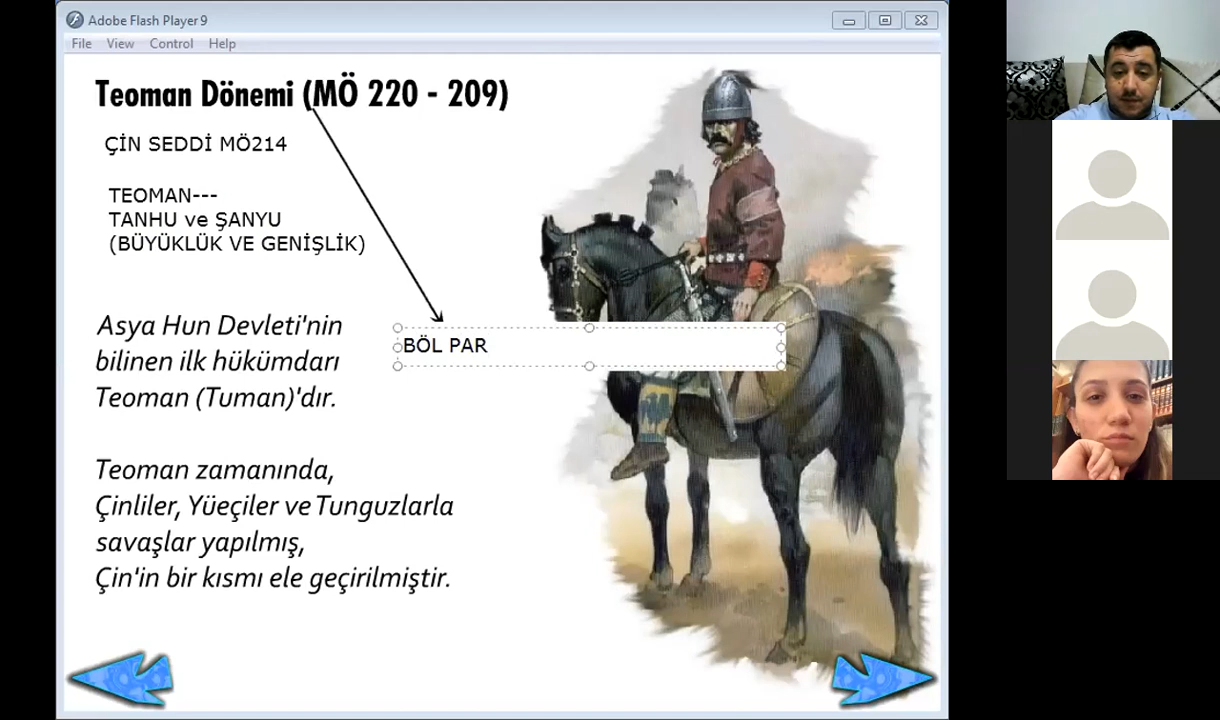 Adobe Flash Player 9
File View Control Help
Teoman Dönemi (MÖ 220 - 209)
ÇİN SEDDİ MÖ214
TEOMAN---
TANHU ve ŞANYU
(BÜYÜKLÜK VE GENİŞLİK)
Asya Hun Devleti'nin
bilinen ilk hükümdarı
Teoman (Tuman)'dır.
BÖL PAR
Teoman zamanında,
Çinliler, Yüeçiler ve Tunguzlarla
savaşlar yapılmış,
Çin'in bir kısmı ele geçirilmiştir.